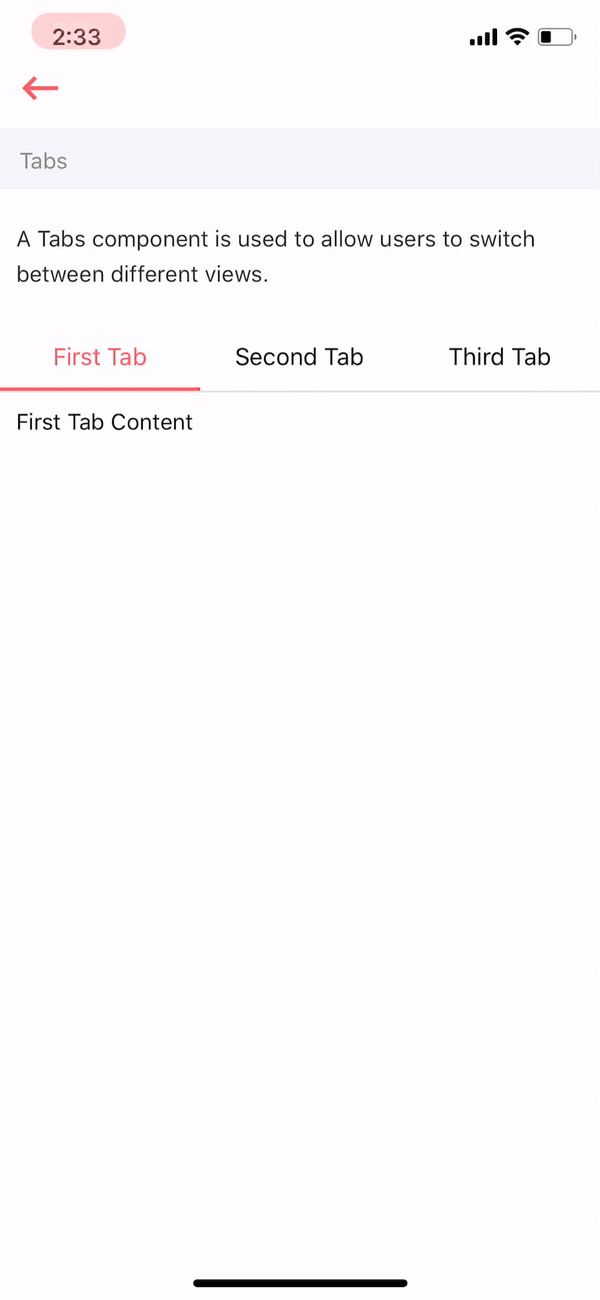 2:33
Tabs
A Tabs component is used to allow users to switch
between different views.
First Tab Second Tab Third Tab
First Tab Content